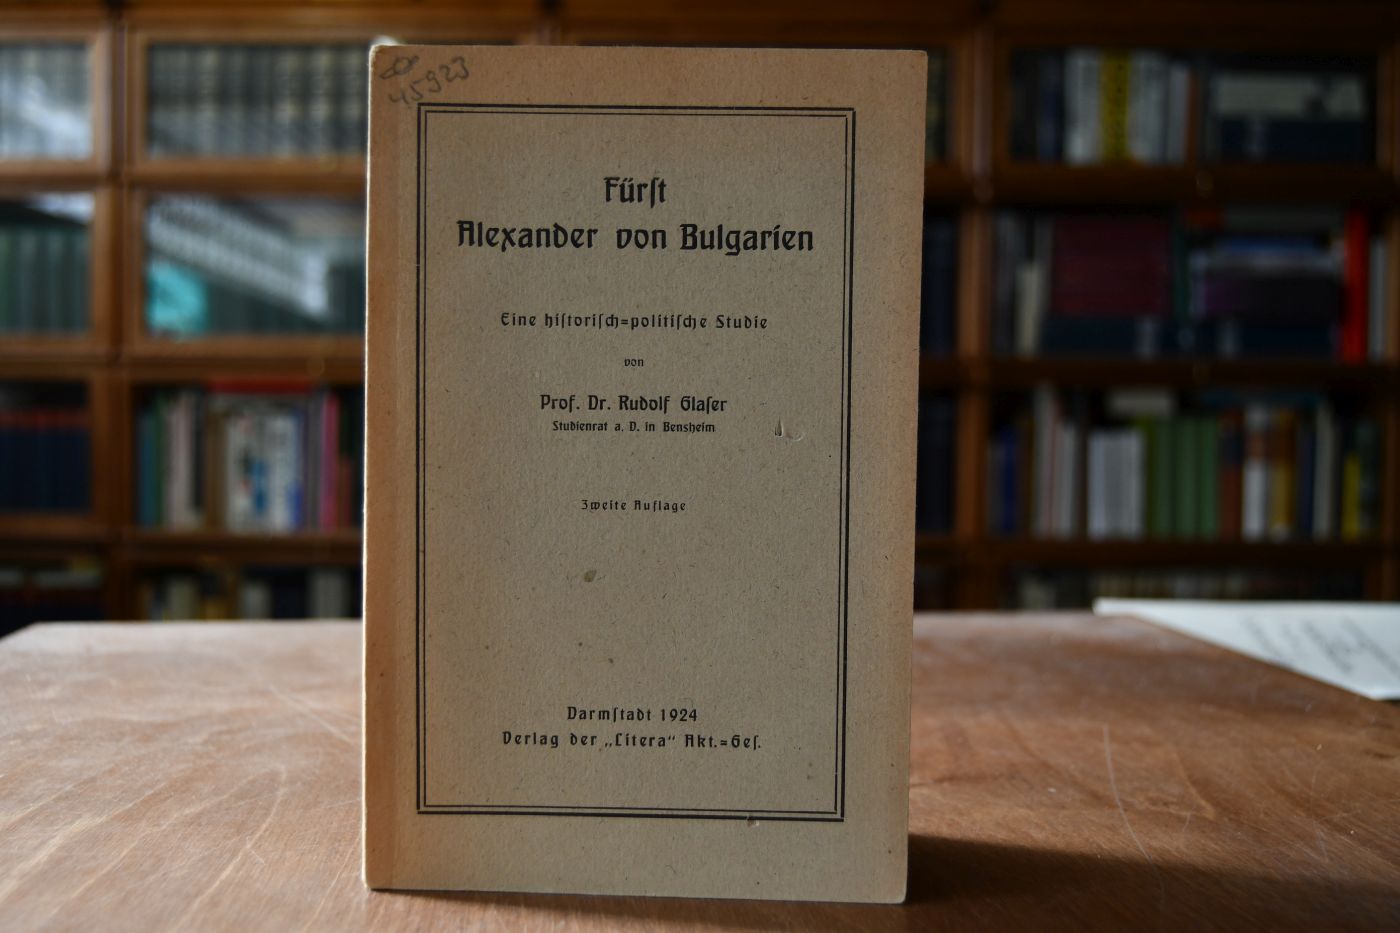 45923
Fürſt
Alexander von Bulgarien
Eine hiſtoriſch=politiſche Studie
von
Prof. Dr. Rudolf Glaſer
Studienrat a. D. in Bensheim
Zweite Auflage
Darmſtadt 1924
Verlag der „Litera“ Akt.=Geſ.